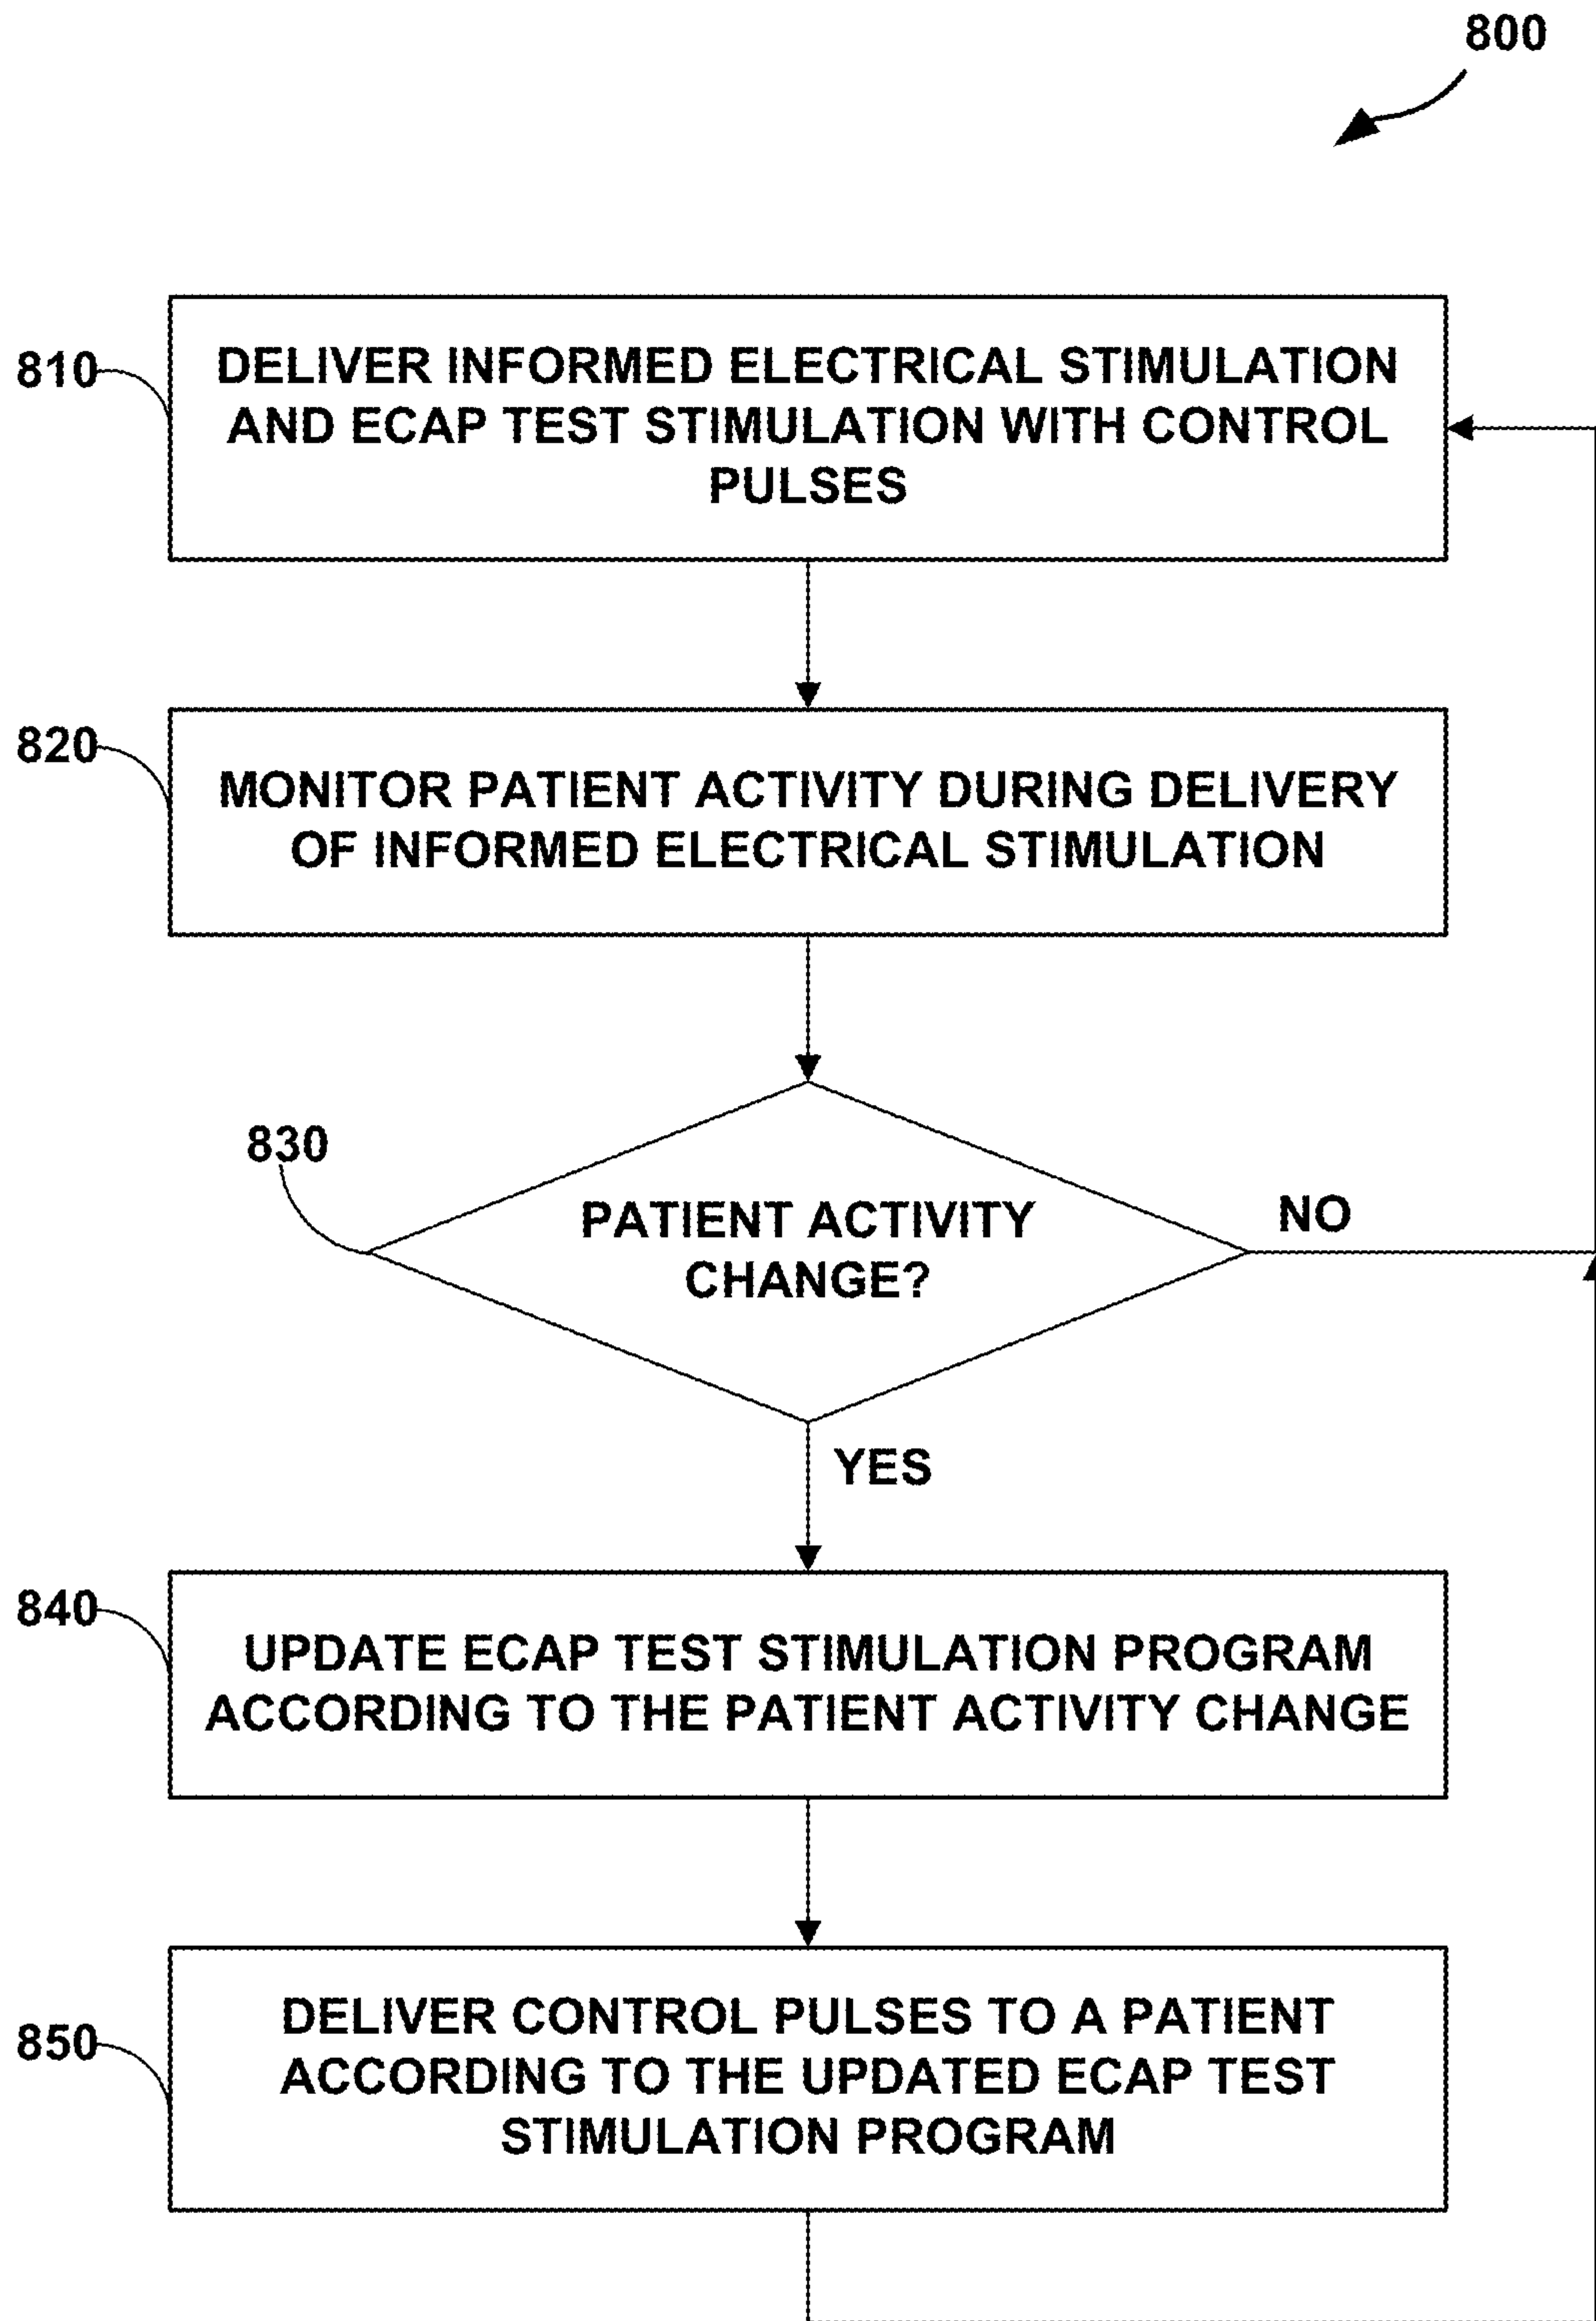 800
810
DELIVER INFORMED ELECTRICAL STIMULATION
AND ECAP TEST STIMULATION WITH CONTROL
PULSES
820
MONITOR PATIENT ACTIVITY DURING DELIVERY
OF INFORMED ELECTRICAL STIMULATION
830
PATIENT ACTIVITY
CHANGE?
NO
YES
840
UPDATE ECAP TEST STIMULATION PROGRAM
ACCORDING TO THE PATIENT ACTIVITY CHANGE
850
DELIVER CONTROL PULSES TO A PATIENT
ACCORDING TO THE UPDATED ECAP TEST
STIMULATION PROGRAM